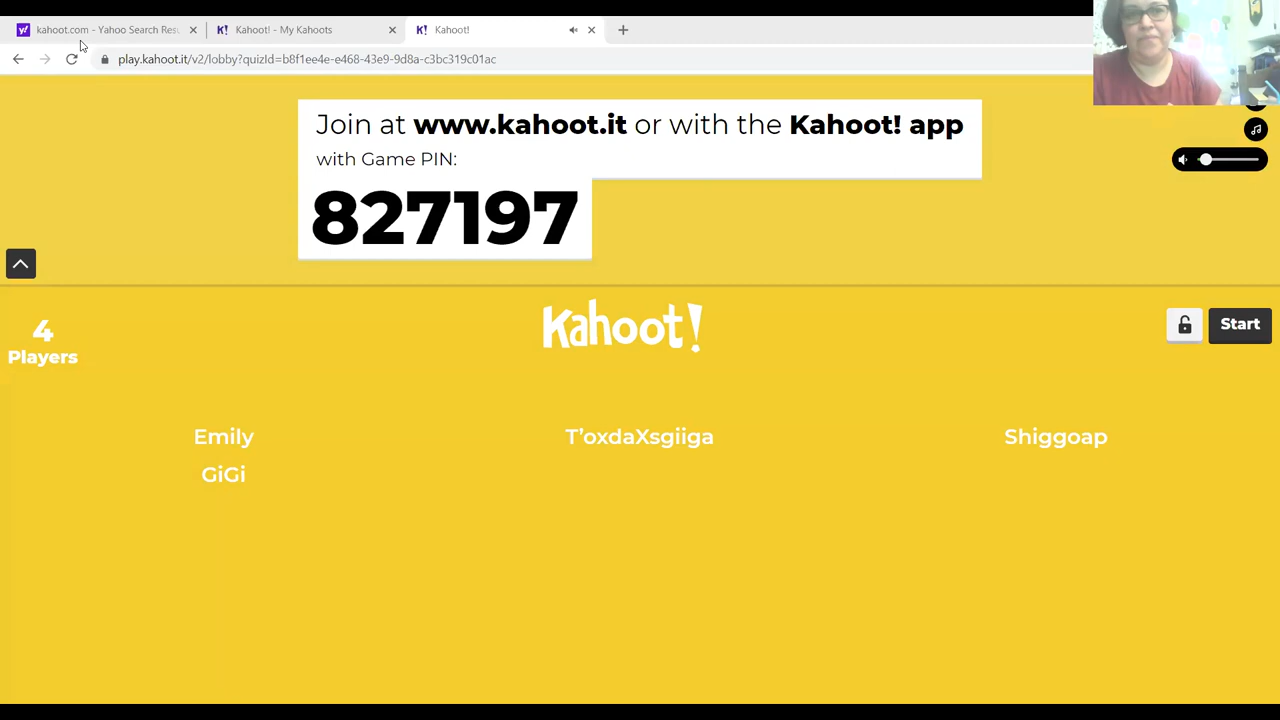 kahoot.com - Yahoo Search Resu
Kahoot! - My Kahoots
Kahoot!
play.kahoot.it/v2/lobby?quizId=b8f1ee4e-e468-43e9-9d8a-c3bc319c01ac
Join at www.kahoot.it or with the Kahoot! app
with Game PIN:
827197
4
Players
Kahoot!
Start
Emily
T'oxdaXsgiiga
Shiggoap
GiGi